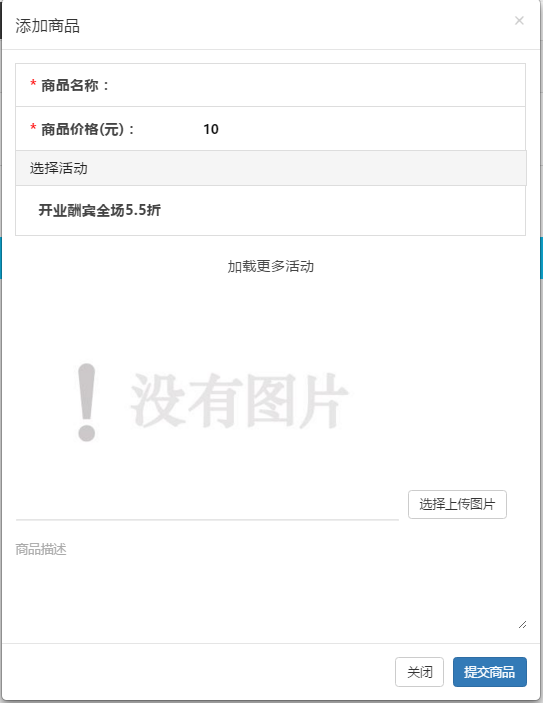 添加商品
×
* 商品名称：
* 商品价格(元)： 10
选择活动
开业酬宾全场5.5折
加载更多活动
！没有图片
选择上传图片
商品描述
关闭 提交商品